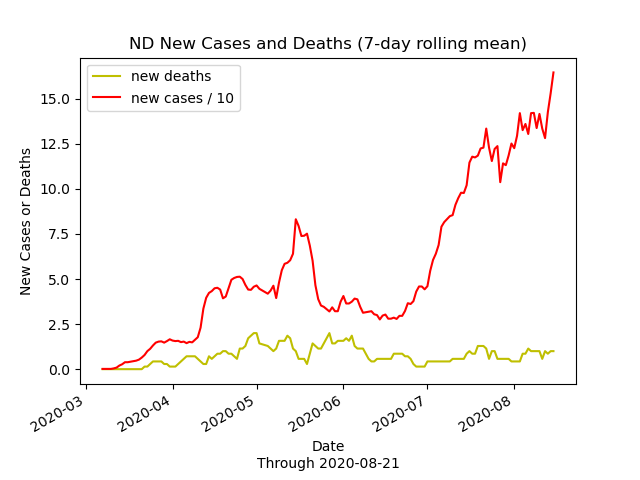 ND New Cases and Deaths (7-day rolling mean)
new deaths
new cases / 10
New Cases or Deaths
15.0
12.5
10.0
7.5
5.0
2.5
0.0
2020-03
2020-04
2020-05
2020-06
2020-07
2020-08
Date
Through 2020-08-21